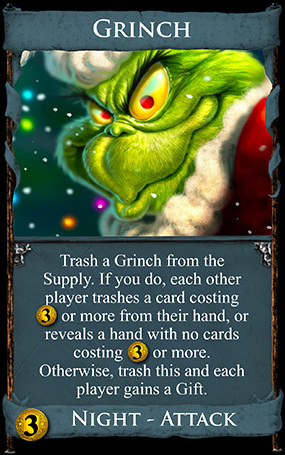 GRINCH
Trash a Grinch from the
Supply. If you do, each other
player trashes a card costing
3 or more from their hand, or
reveals a hand with no cards
costing 3 or more.
Otherwise, trash this and each
player gains a Gift.
3 NIGHT - ATTACK